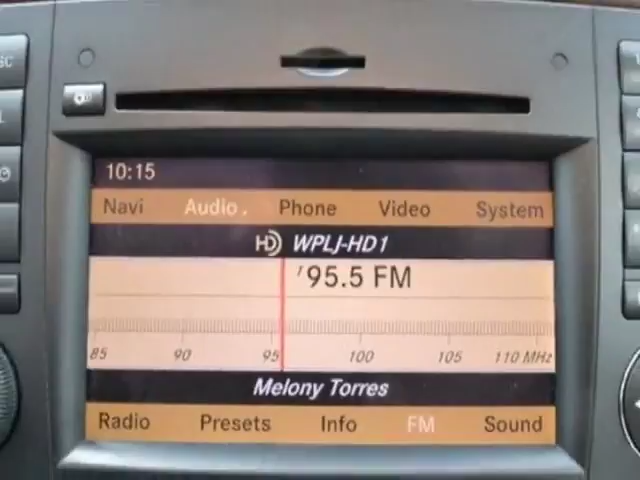 10:15
Navi Audio Phone Video System
HD WPLJ-HD1
'95.5 FM
85 90 95 100 105 110 MHz
Melony Torres
Radio Presets Info FM Sound